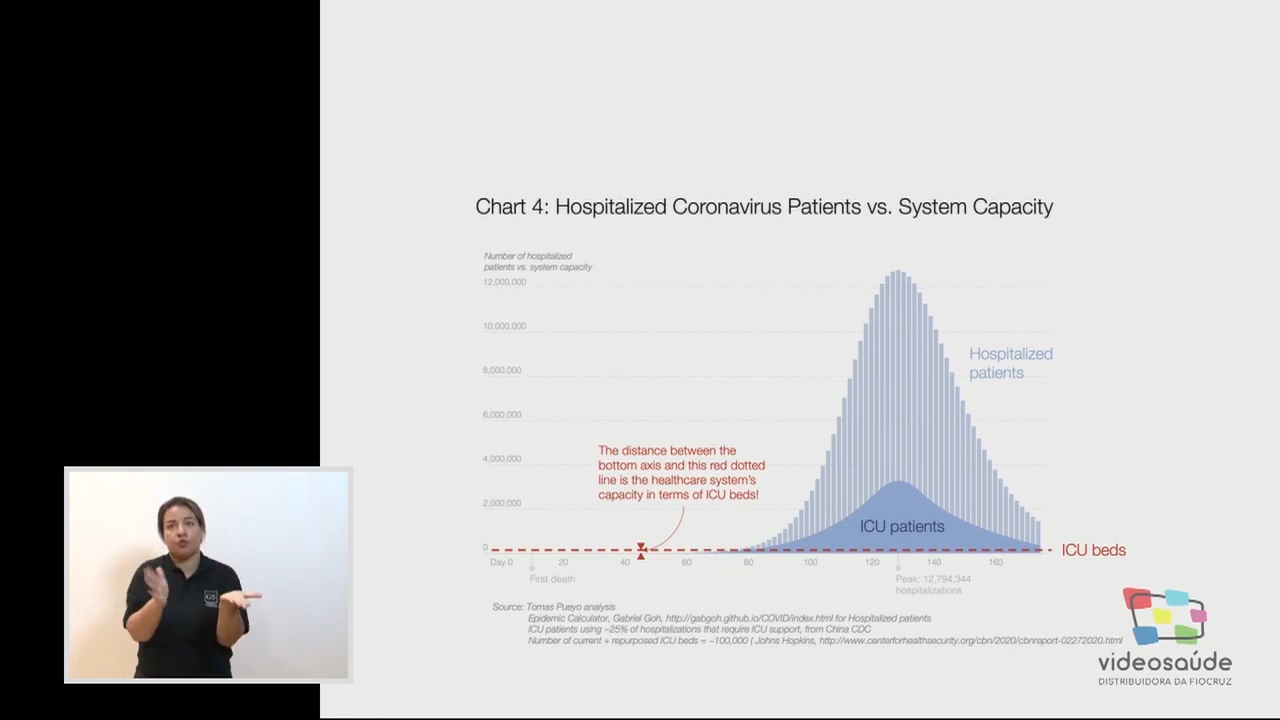 Chart 4: Hospitalized Coronavirus Patients vs. System Capacity
Number of hospitalized
patients vs. system capacity
12,000,000
10,000,000
8,000,000
6,000,000
4,000,000
2,000,000
0
Hospitalized
patients
The distance between the
bottom axis and this red dotted
line is the healthcare system's
capacity in terms of ICU beds!
ICU patients
ICU beds
Day 0 20 40 60 80 100 120 140 160
First death
Peak: 12,794,344
hospitalizations
Source: Tomas Pueyo analysis
Epidemic Calculator, Gabriel Goh, http://gabgoh.github.io/COVID/index.html for Hospitalized patients
ICU patients using ~25% of hospitalizations that require ICU support, from China CDC
Number of current + repurposed ICU beds = ~100,000 ( Johns Hopkins, http://www.centerforhealthsecurity.org/cbn/2020/cbnreport-02272020.html
GS
videosaúde
DISTRIBUIDORA DA FIOCRUZ